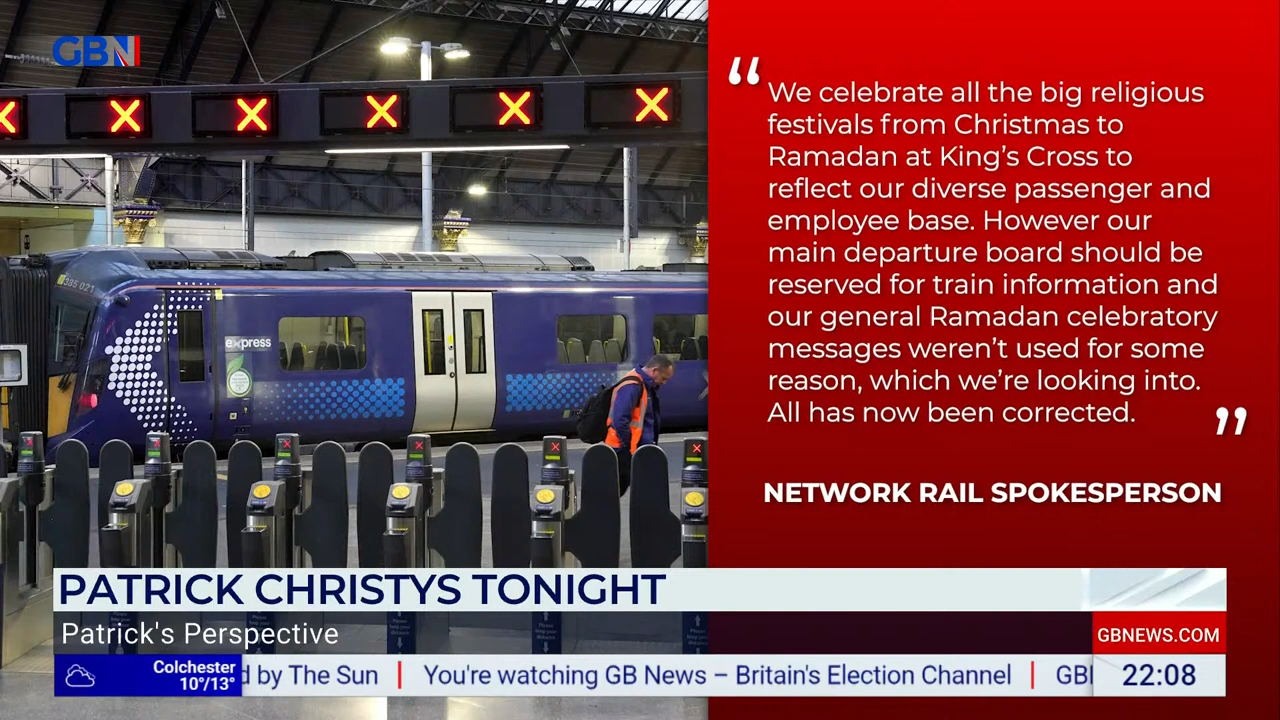 GBN
385 021
express
“ We celebrate all the big religious
festivals from Christmas to
Ramadan at King’s Cross to
reflect our diverse passenger and
employee base. However our
main departure board should be
reserved for train information and
our general Ramadan celebratory
messages weren’t used for some
reason, which we’re looking into.
All has now been corrected. ”
NETWORK RAIL SPOKESPERSON
PATRICK CHRISTYS TONIGHT
Patrick's Perspective
GBNEWS.COM
Colchester
10°/13°
d by The Sun | You're watching GB News – Britain's Election Channel | GB
22:08